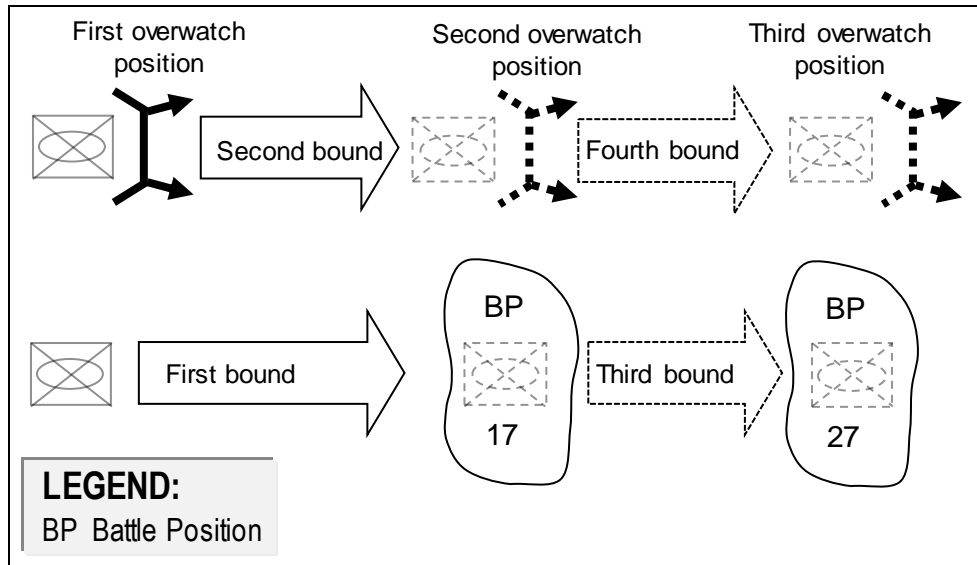 First overwatch
position
Second overwatch
position
Third overwatch
position
Second bound
Fourth bound
BP
17
BP
27
First bound
Third bound
LEGEND:
BP Battle Position